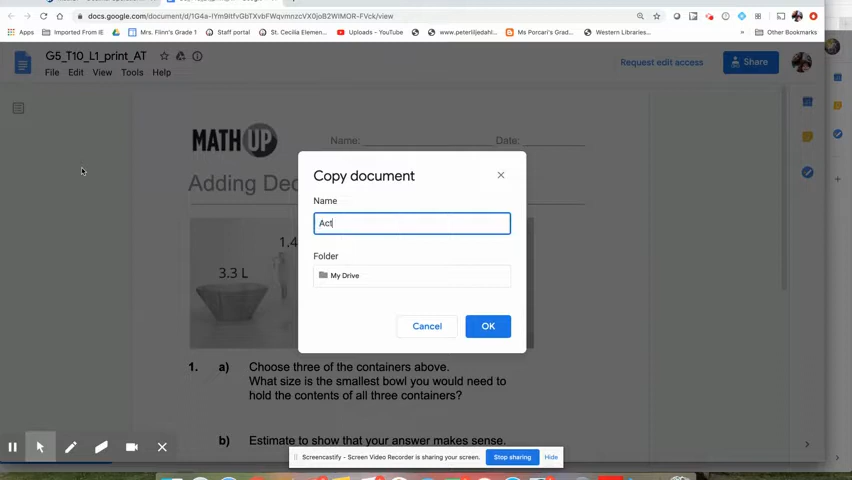 docs.google.com/document/d/1G4a-lYm9ltfvGbTXvbFWqvmnzcVX0joB2WlMOR-FVck/view
Apps
Imported From IE
Mrs. Flinn's Grade 1
Staff portal
St. Cecilia Elemen...
Uploads - YouTube
www.peterliljedahl...
Ms Porcari's Grad...
Western Libraries...
»
Other Bookmarks
G5_T10_L1_print_AT
Request edit access
Share
File Edit View Tools Help
MATH UP
Name:
Date:
Adding Dec
1.4
3.3 L
Copy document
Name
Act
Folder
My Drive
Cancel
OK
1. a) Choose three of the containers above.
What size is the smallest bowl you would need to
hold the contents of all three containers?
b) Estimate to show that your answer makes sense.
Screencastify - Screen Video Recorder is sharing your screen.
Stop sharing
Hide